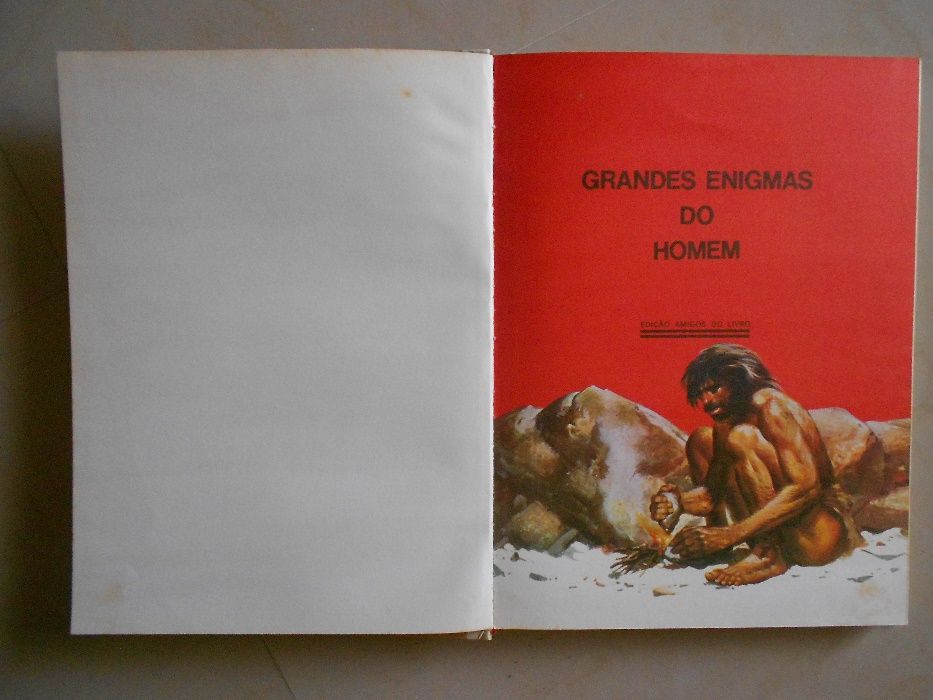 GRANDES ENIGMAS
DO
HOMEM
EDIÇÃO AMIGOS DO LIVRO